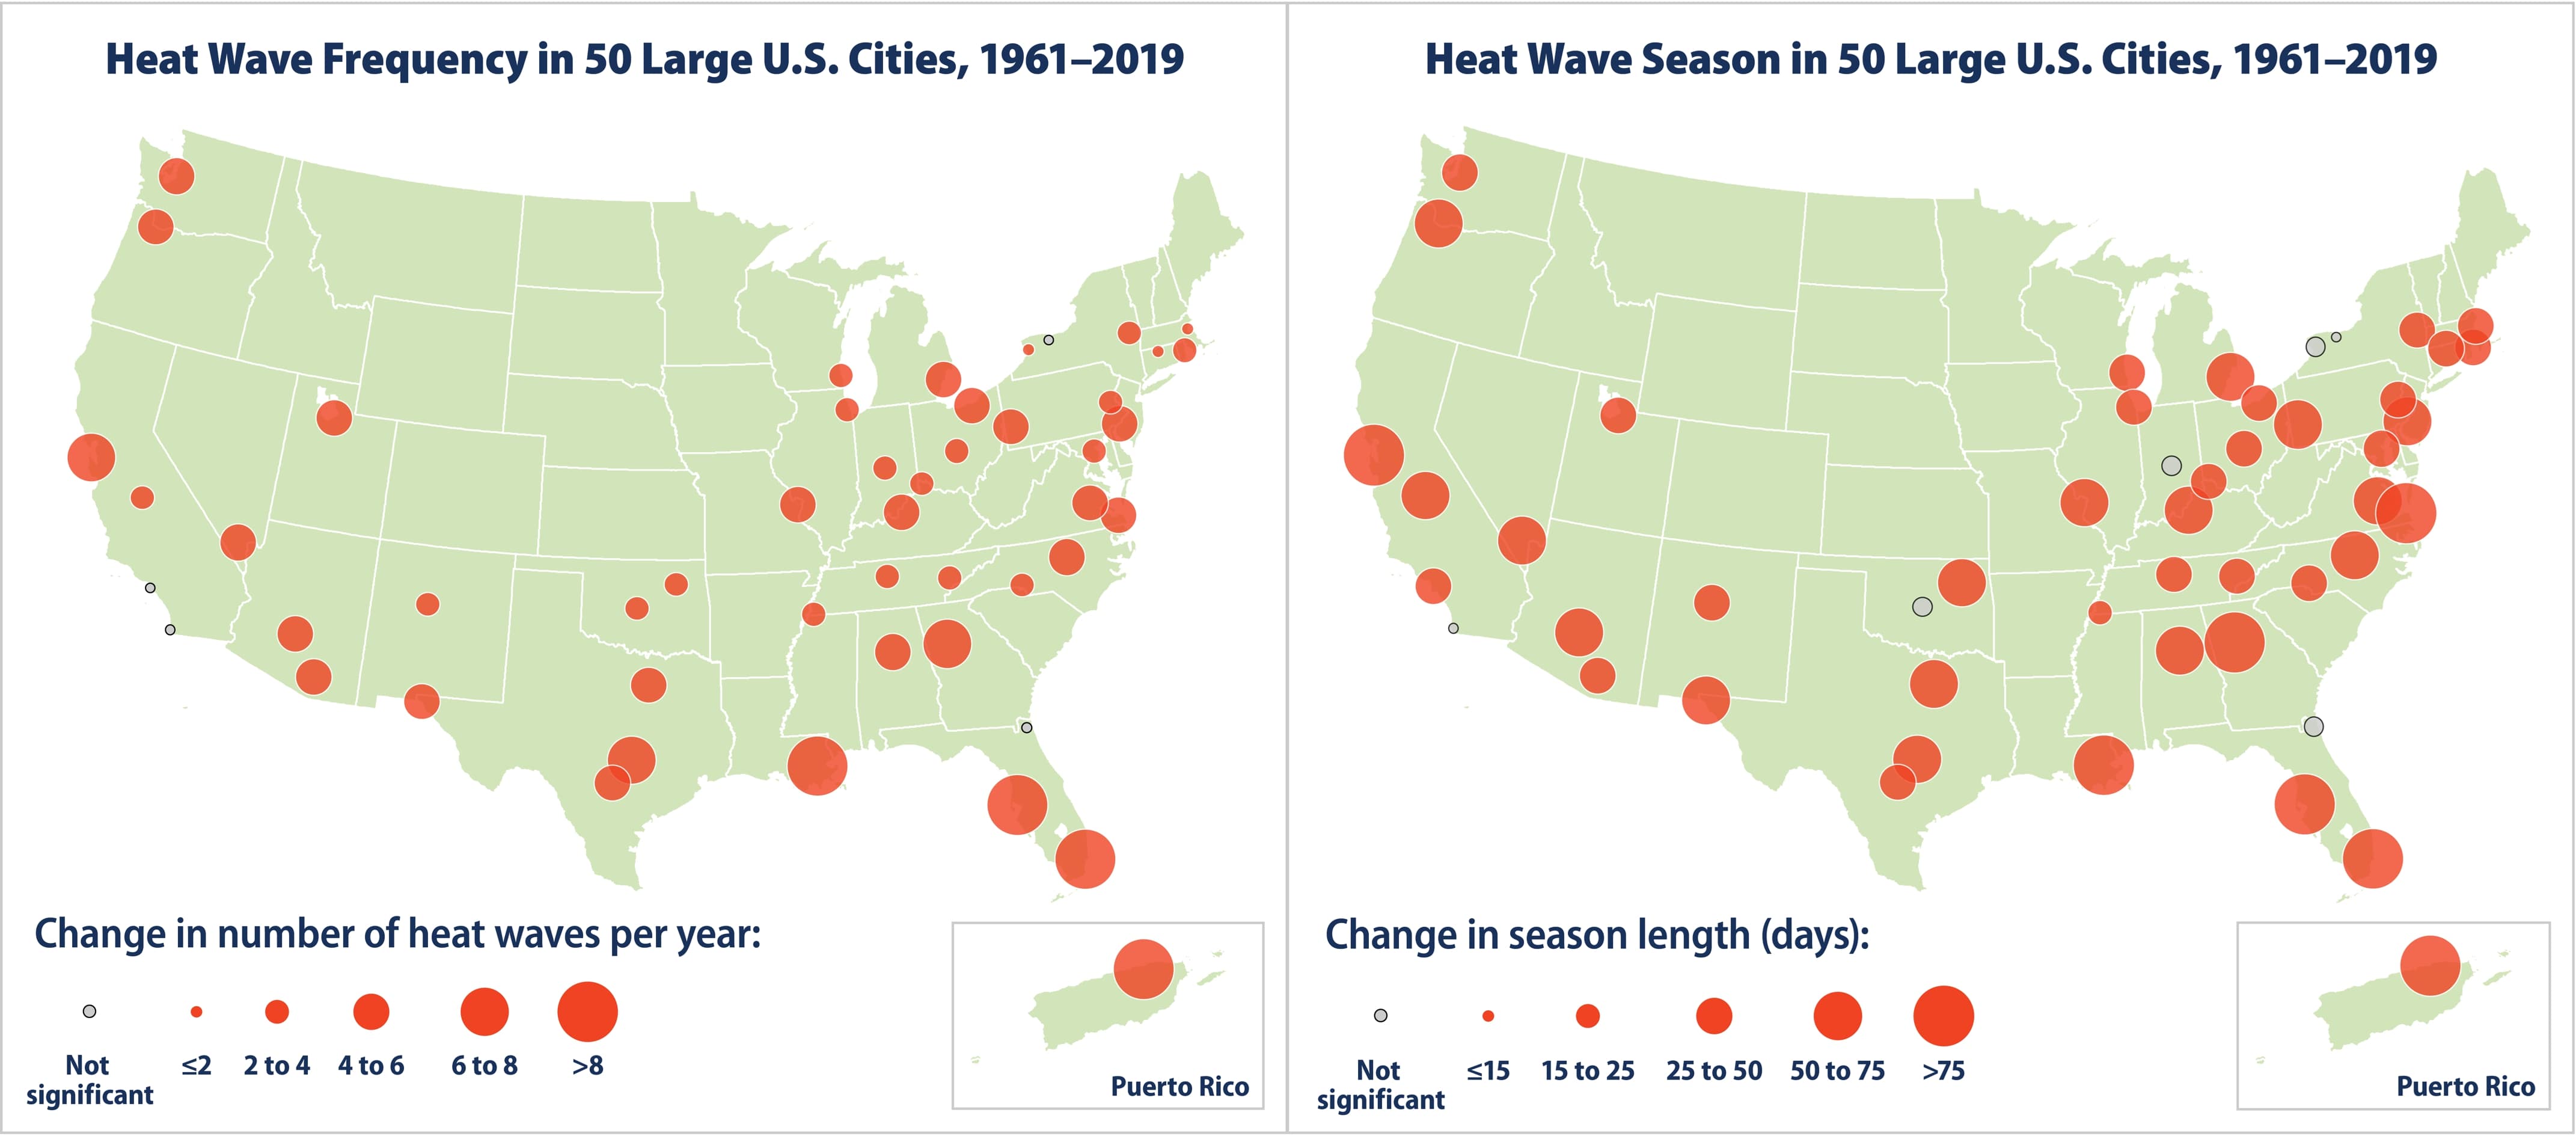 Heat Wave Frequency in 50 Large U.S. Cities, 1961–2019
Change in number of heat waves per year:
Not
significant
≤2
2 to 4
4 to 6
6 to 8
>8
Puerto Rico
Heat Wave Season in 50 Large U.S. Cities, 1961–2019
Change in season length (days):
Not
significant
≤15
15 to 25
25 to 50
50 to 75
>75
Puerto Rico